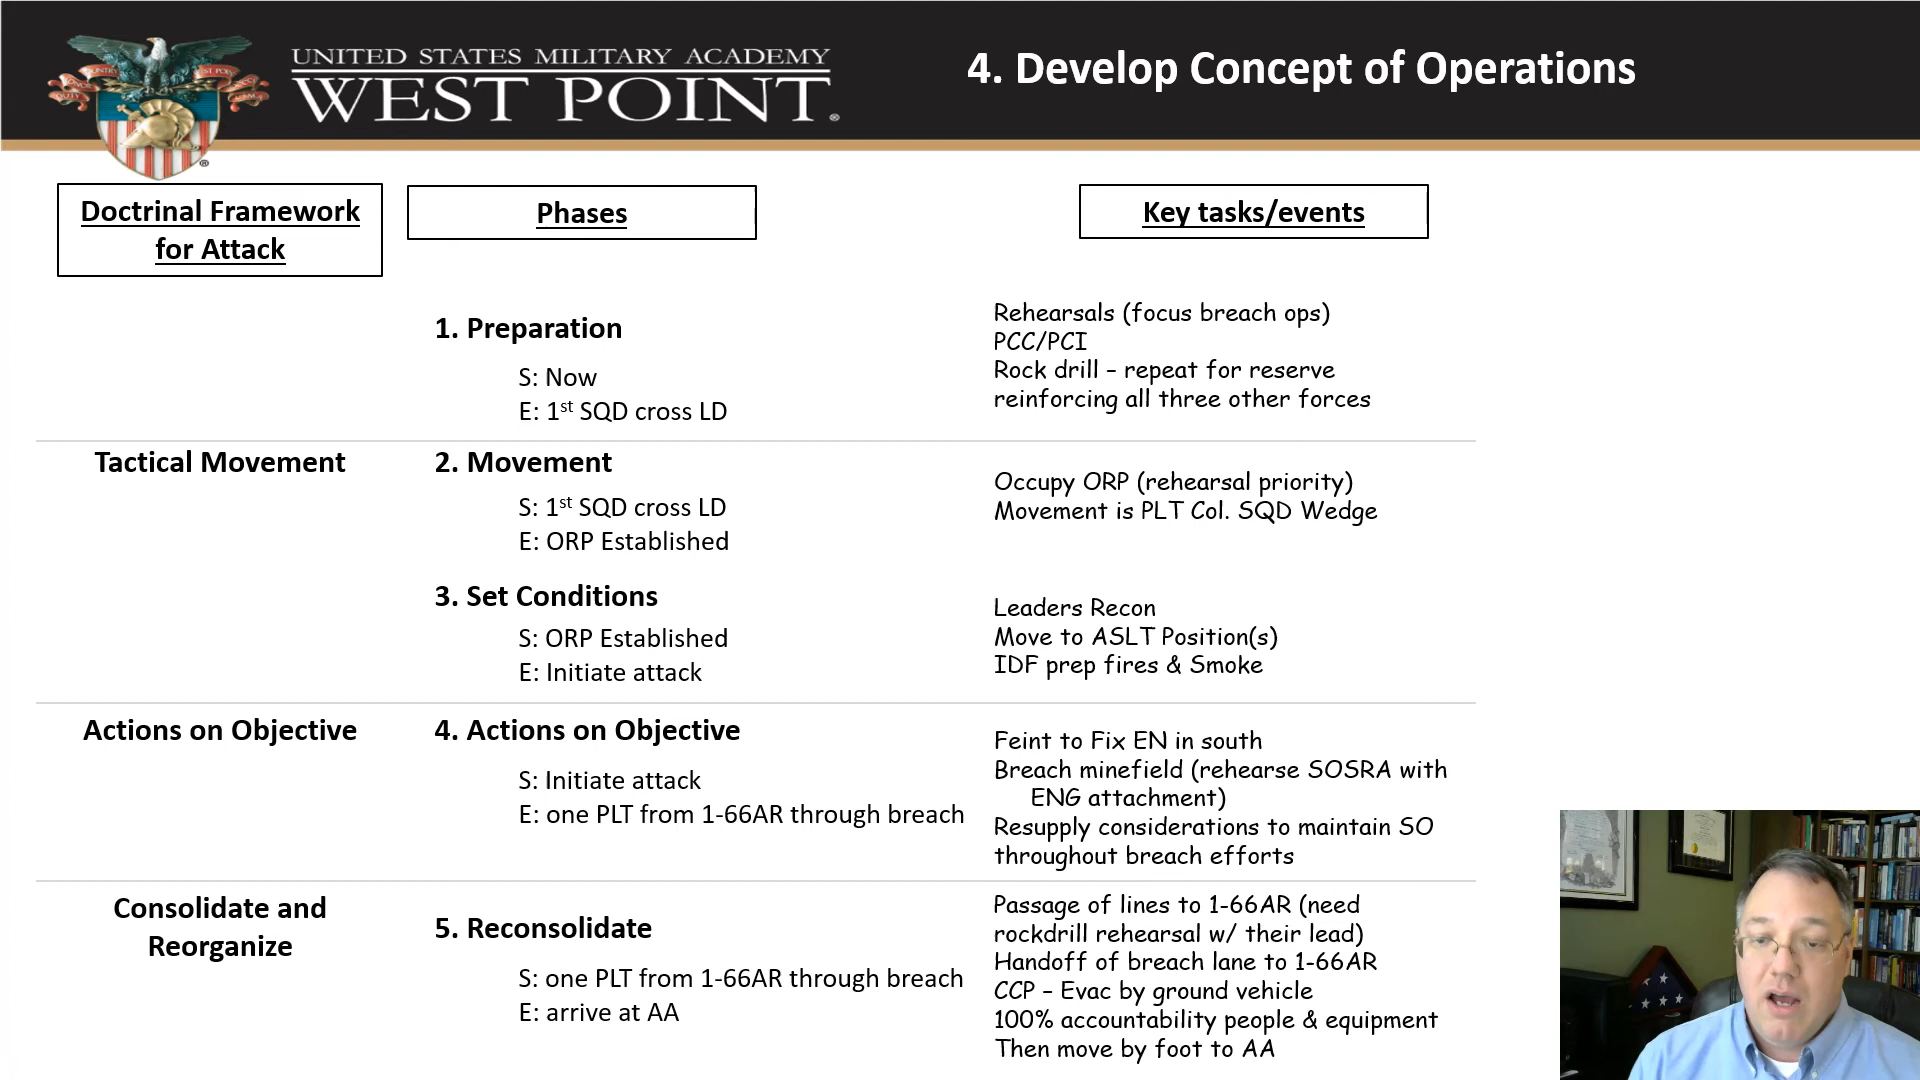 UNITED STATES MILITARY ACADEMY
WEST POINT.
4. Develop Concept of Operations
Doctrinal Framework
for Attack
Phases
Key tasks/events
1. Preparation
S: Now
E: 1st SQD cross LD
Rehearsals (focus breach ops)
PCC/PCI
Rock drill – repeat for reserve
reinforcing all three other forces
Tactical Movement
2. Movement
S: 1st SQD cross LD
E: ORP Established
Occupy ORP (rehearsal priority)
Movement is PLT Col. SQD Wedge
3. Set Conditions
S: ORP Established
E: Initiate attack
Leaders Recon
Move to ASLT Position(s)
IDF prep fires & Smoke
Actions on Objective
4. Actions on Objective
S: Initiate attack
E: one PLT from 1-66AR through breach
Feint to Fix EN in south
Breach minefield (rehearse SOSRA with
ENG attachment)
Resupply considerations to maintain SO
throughout breach efforts
Consolidate and
Reorganize
5. Reconsolidate
S: one PLT from 1-66AR through breach
E: arrive at AA
Passage of lines to 1-66AR (need
rockdrill rehearsal w/ their lead)
Handoff of breach lane to 1-66AR
CCP – Evac by ground vehicle
100% accountability people & equipment
Then move by foot to AA